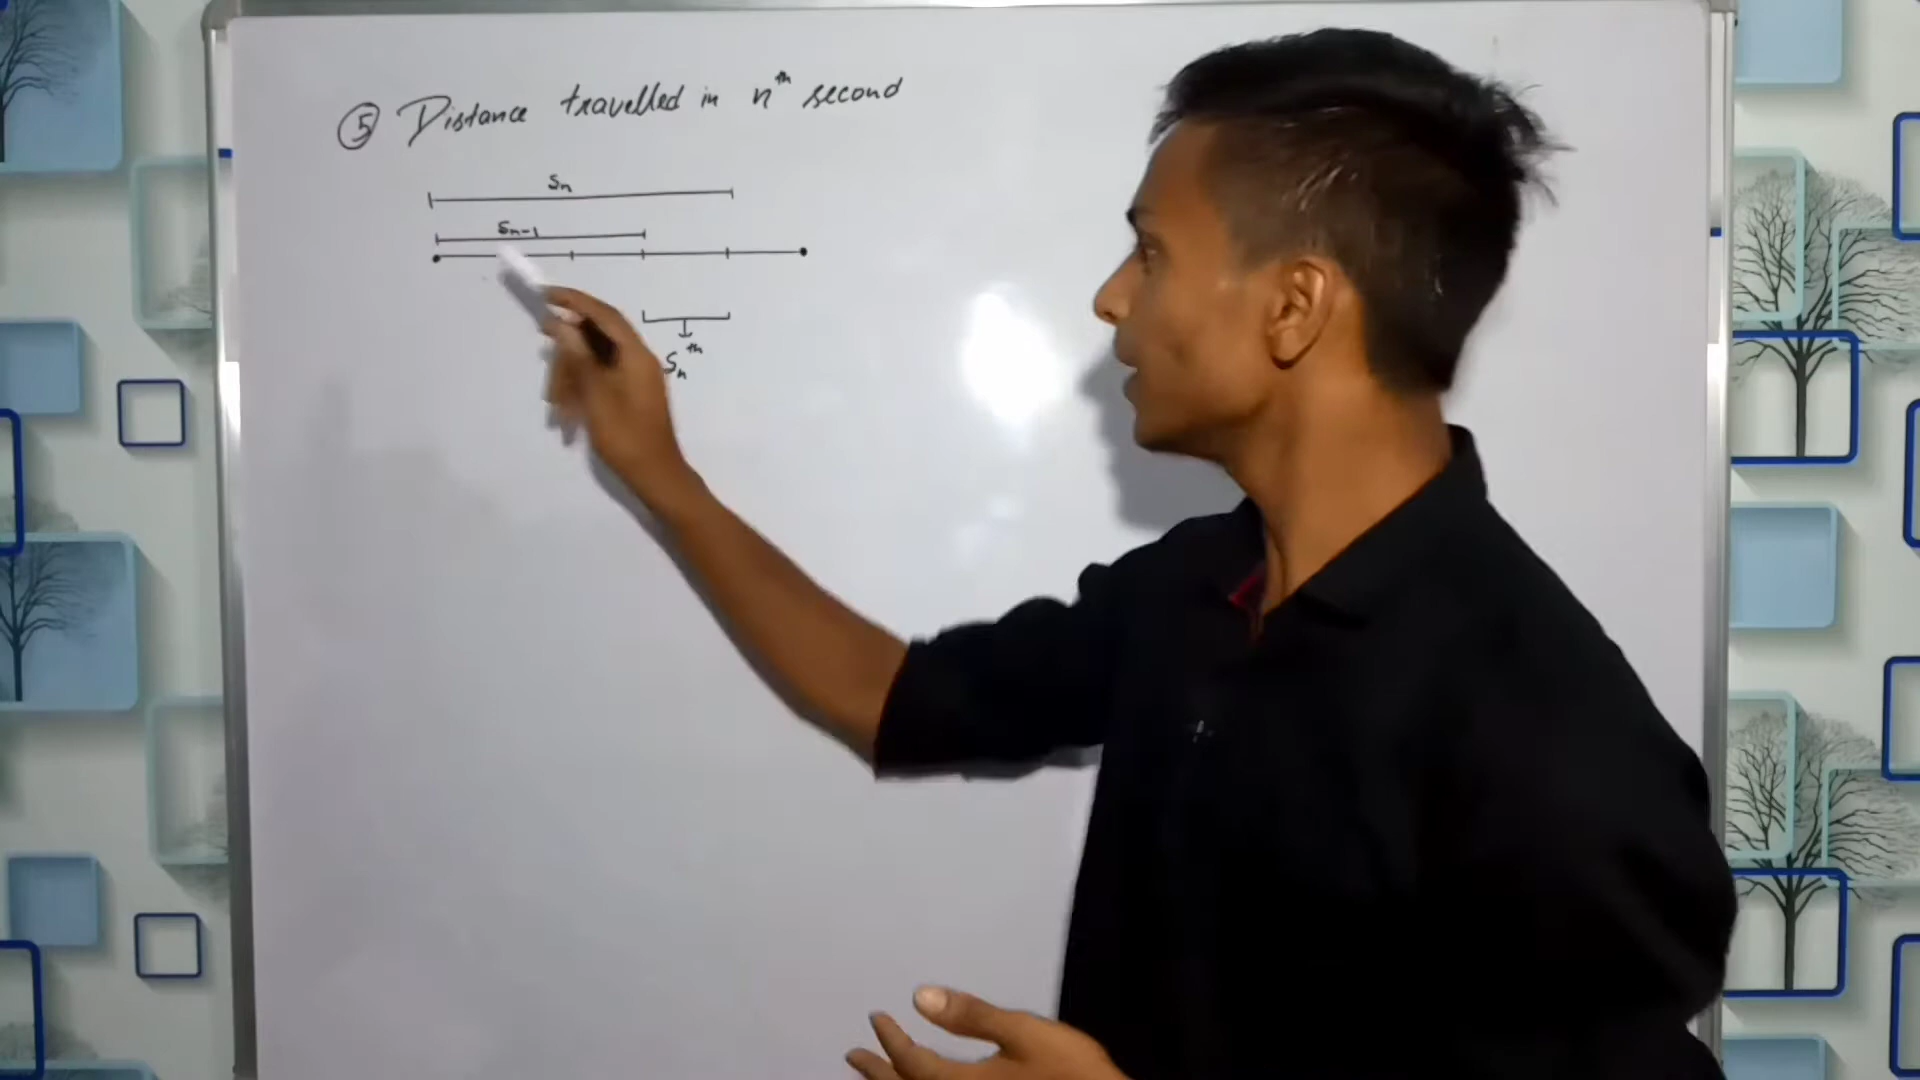 ⑤ Distance travelled in nᵗʰ second
Sₙ
Sₙ₋₁
Sₙᵗʰ